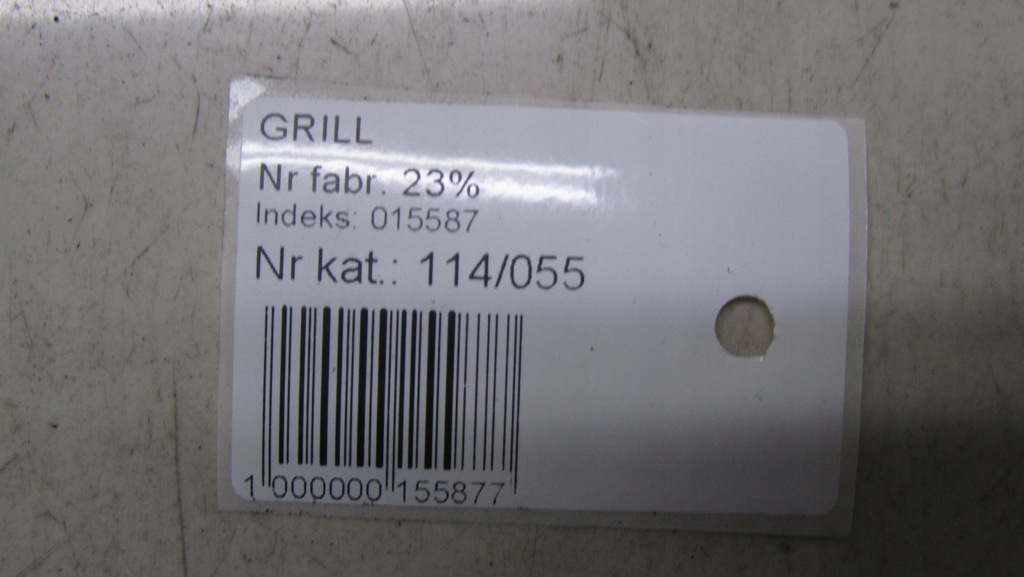 GRILL
Nr fabr. 23%
Indeks: 015587
Nr kat.: 114/055
1 000000 155877